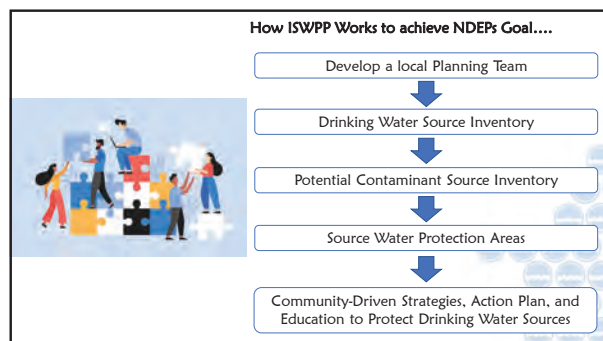 How ISWPP Works to achieve NDEPs Goal....
Develop a local Planning Team
Drinking Water Source Inventory
Potential Contaminant Source Inventory
Source Water Protection Areas
Community-Driven Strategies, Action Plan, and
Education to Protect Drinking Water Sources